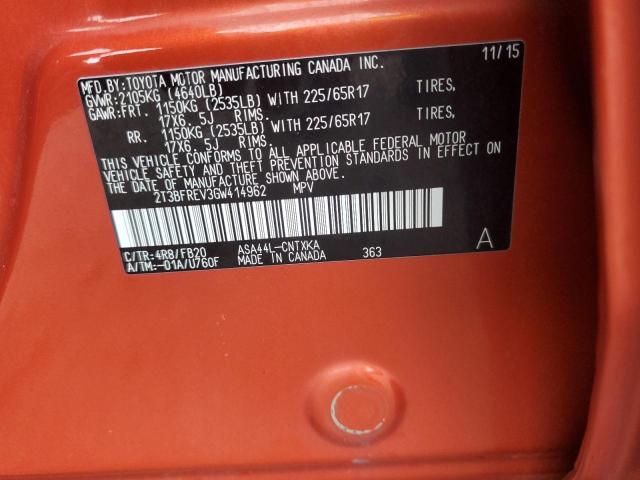 MFD.BY:TOYOTA MOTOR MANUFACTURING CANADA INC. 11/15
GVWR:2105KG (4640LB)
GAWR:FRT. 1150KG (2535LB) WITH 225/65R17 TIRES,
17X6. 5J RIMS.
RR. 1150KG (2535LB) WITH 225/65R17 TIRES,
17X6. 5J RIMS.
THIS VEHICLE CONFORMS TO ALL APPLICABLE FEDERAL MOTOR
VEHICLE SAFETY AND THEFT PREVENTION STANDARDS IN EFFECT ON
THE DATE OF MANUFACTURE SHOWN ABOVE.
2T3BFREV3GW414962 MPV
C/TR:4R8/FB20 ASA44L-CNTXKA A
A/TM:-01A/U760F MADE IN CANADA 363